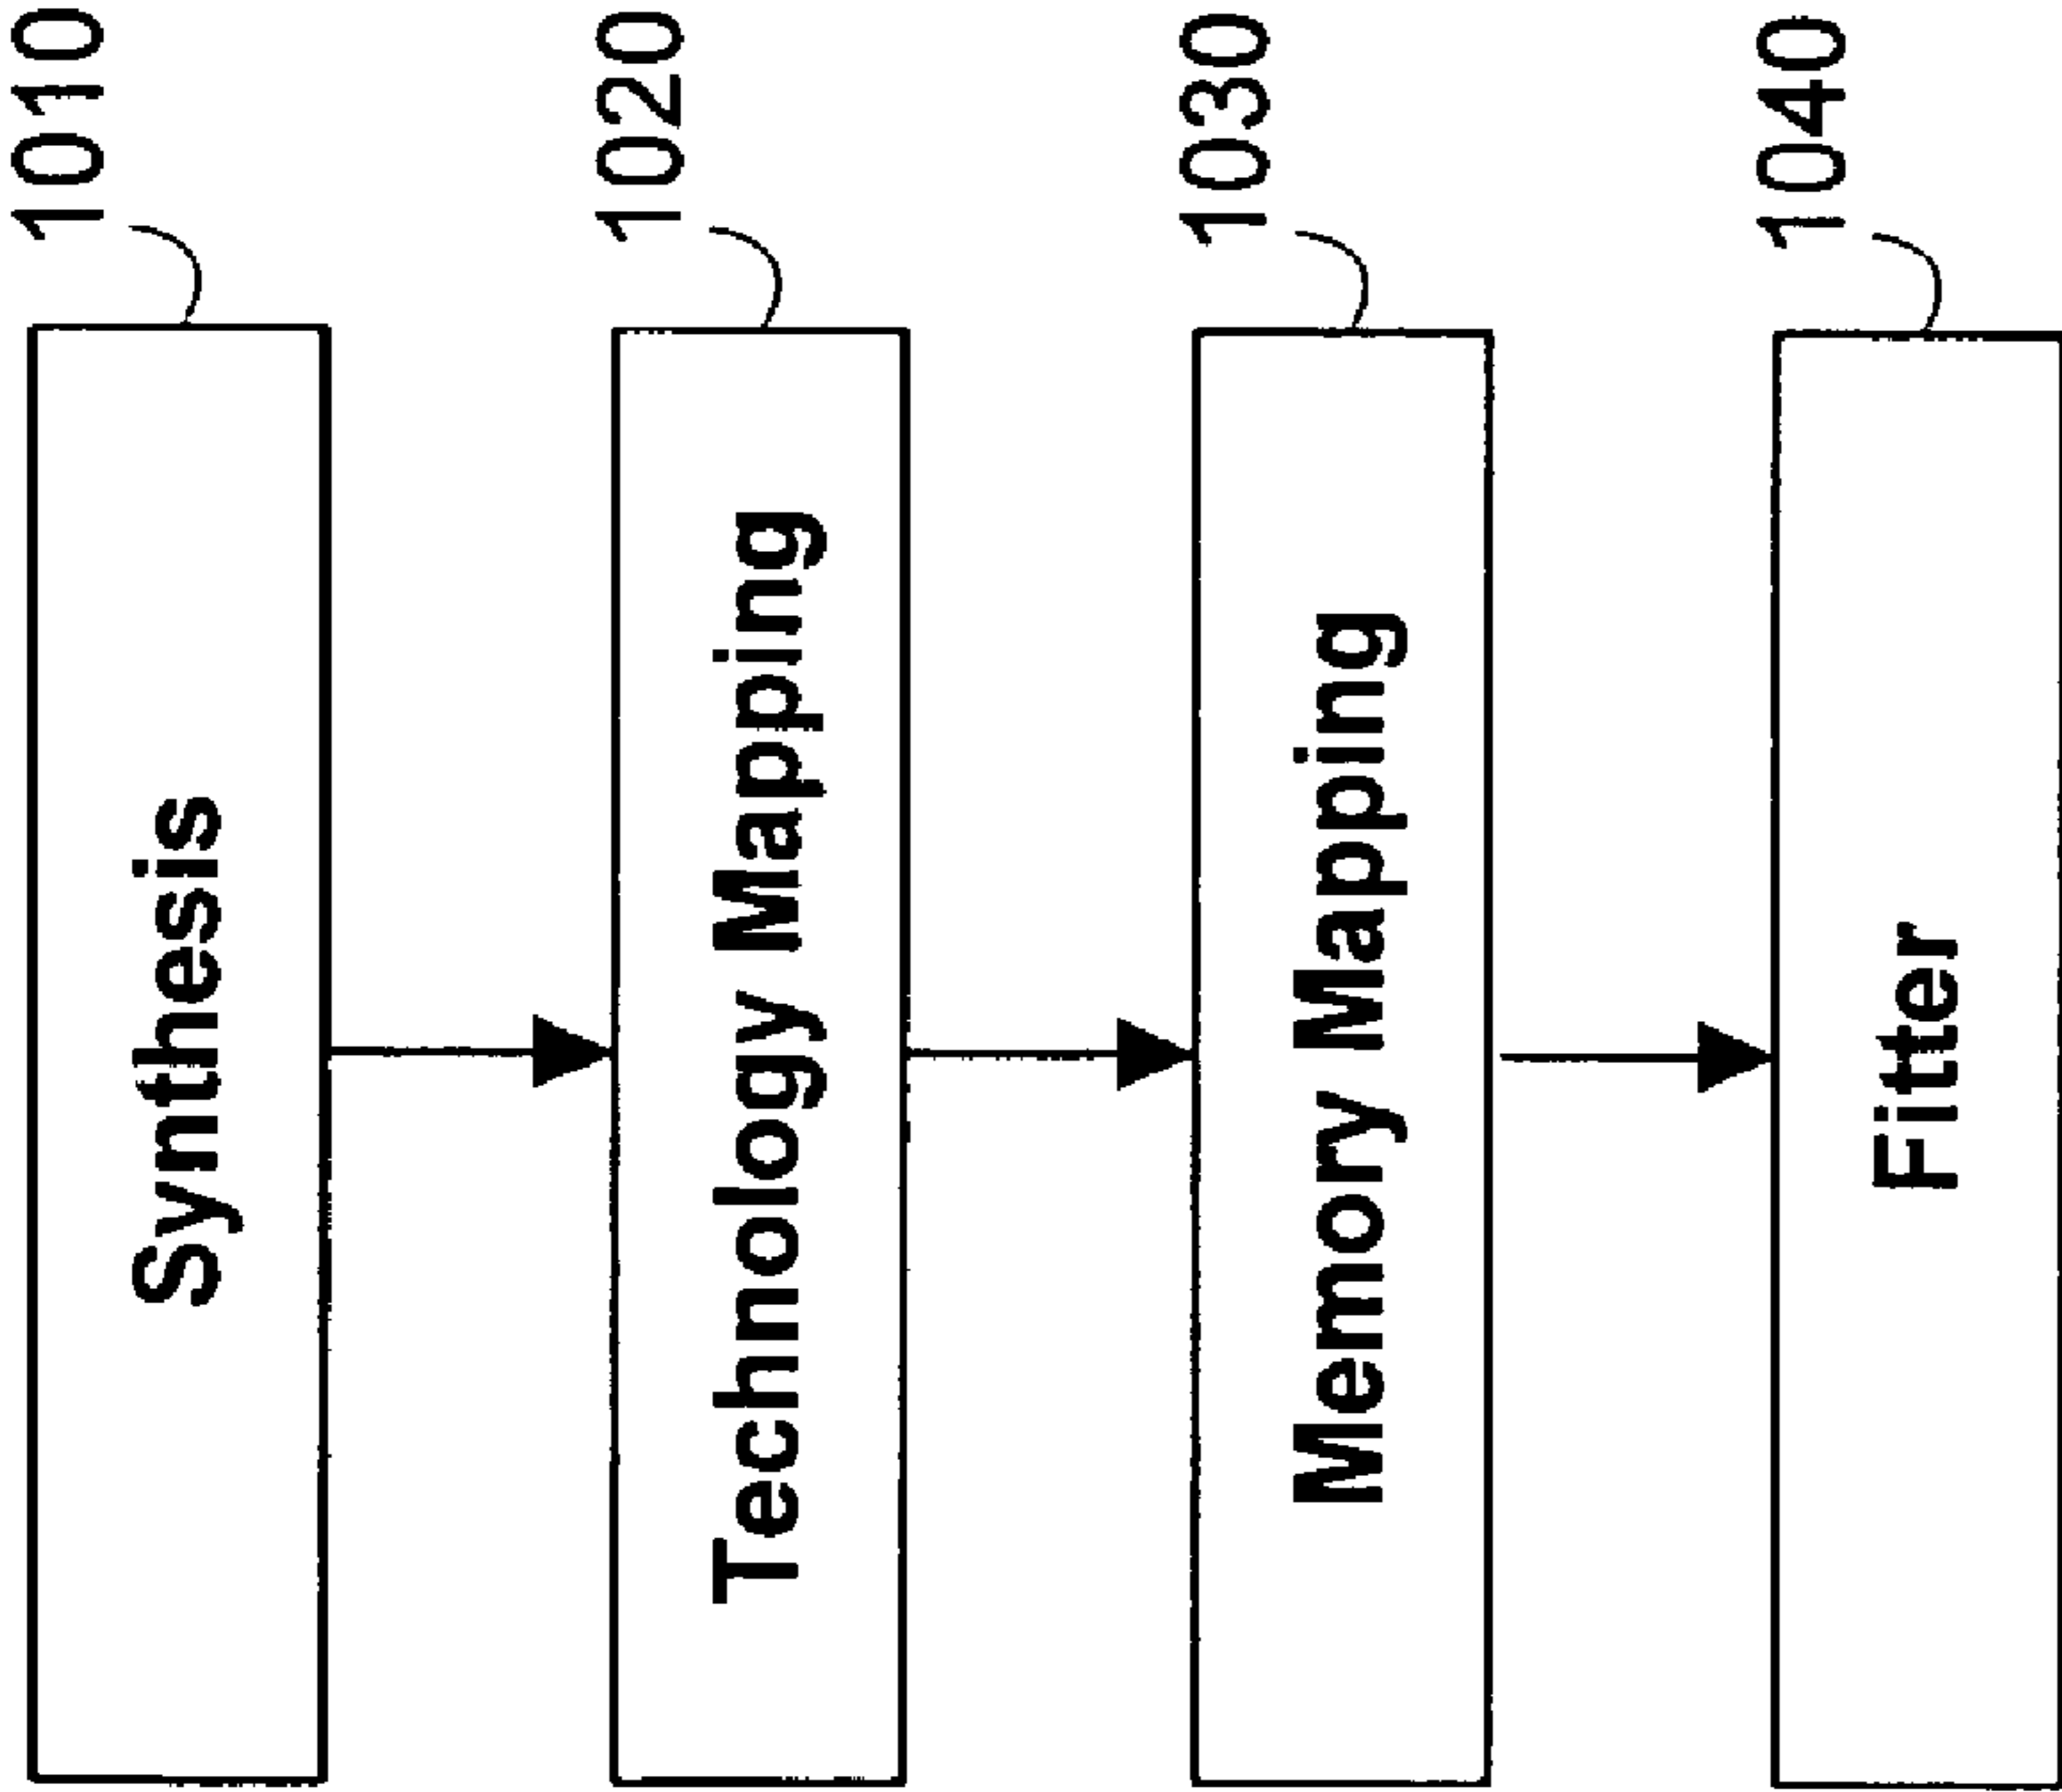 Synthesis
1010
Technology Mapping
1020
Memory Mapping
1030
Fitter
1040